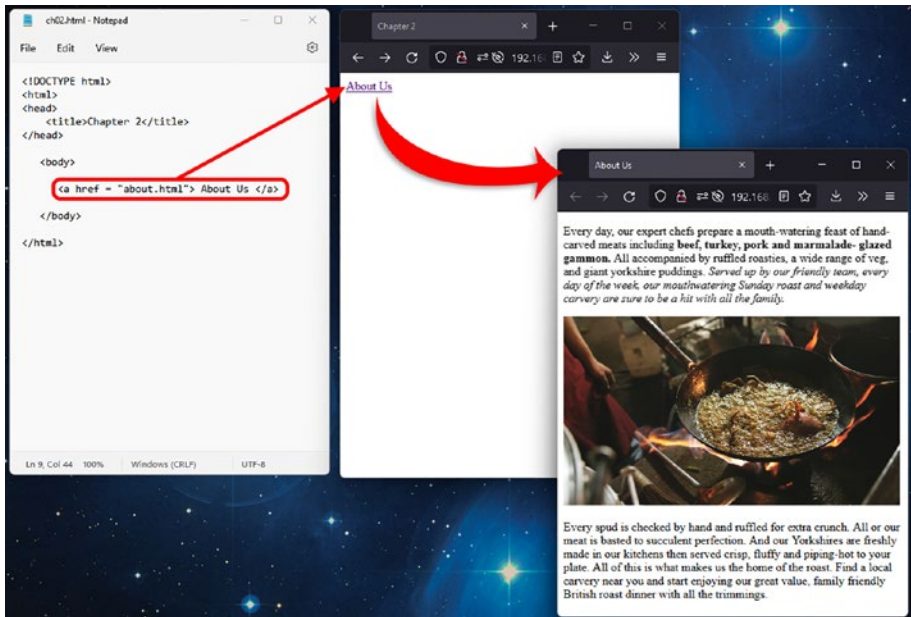 ch02.html - Notepad
File Edit View
<!DOCTYPE html>
<html>
<head>
<title>Chapter 2</title>
</head>
<body>
<a href = "about.html"> About Us </a>
</body>
</html>
Ln 9, Col 44 100% Windows (CRLF) UTF-8
Chapter 2
192.16
About Us
About Us
192.168
Every day, our expert chefs prepare a mouth-watering feast of hand-
carved meats including beef, turkey, pork and marmalade- glazed
gammon. All accompanied by ruffled roasties, a wide range of veg,
and giant yorkshire puddings. Served up by our friendly team, every
day of the week, our mouthwatering Sunday roast and weekday
carvery are sure to be a hit with all the family.
Every spud is checked by hand and ruffled for extra crunch. All or our
meat is basted to succulent perfection. And our Yorkshires are freshly
made in our kitchens then served crisp, fluffy and piping-hot to your
plate. All of this is what makes us the home of the roast. Find a local
carvery near you and start enjoying our great value, family friendly
British roast dinner with all the trimmings.